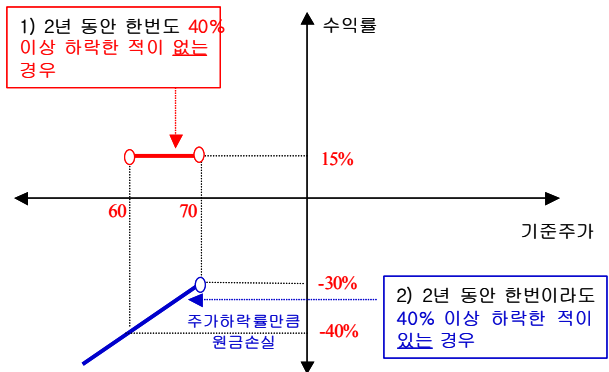 1) 2년 동안 한번도 40%
이상 하락한 적이 없는
경우
수익률
15%
60
70
기준주가
-30%
-40%
주가하락률만큼
원금손실
2) 2년 동안 한번이라도
40% 이상 하락한 적이
있는 경우